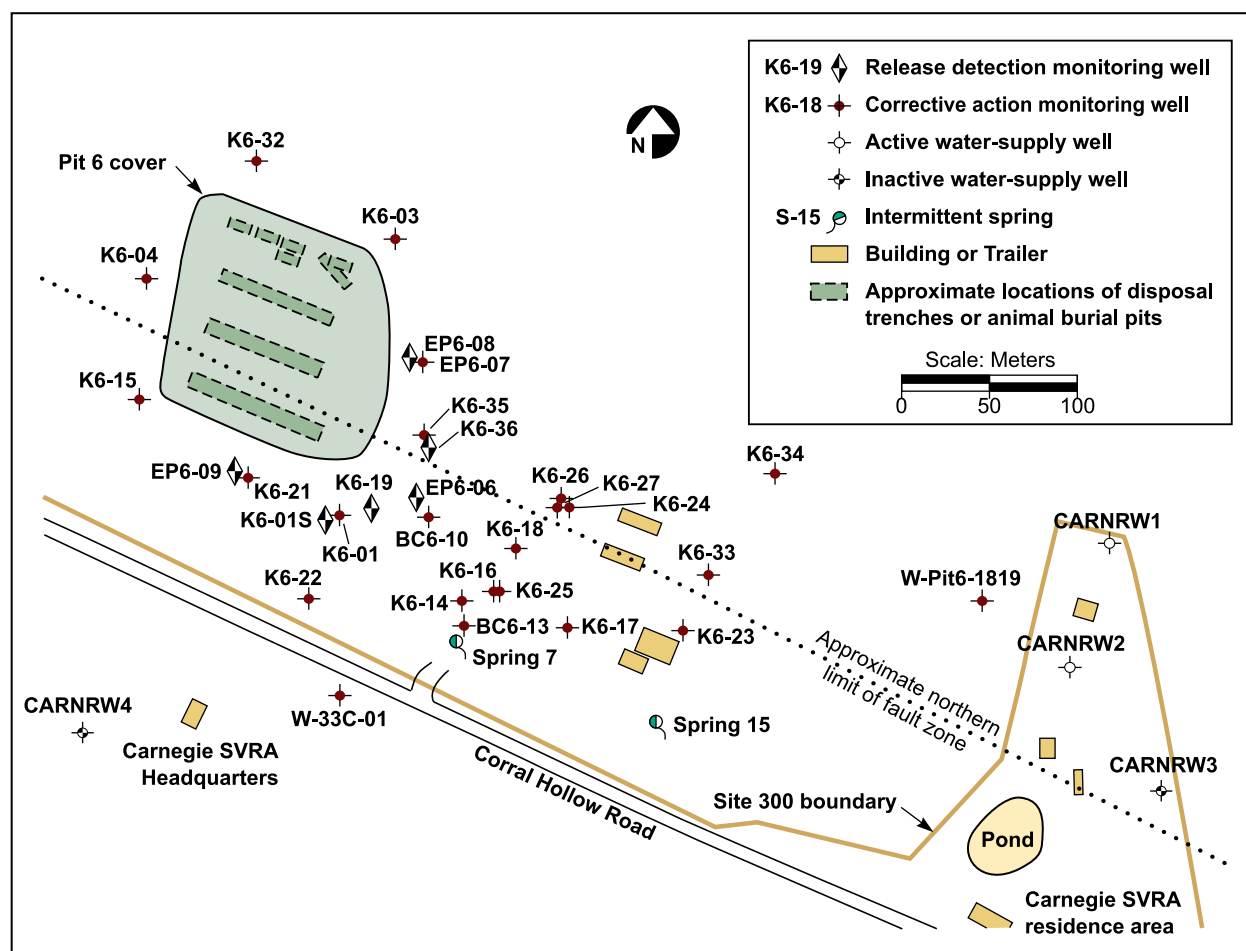 K6-19 Release detection monitoring well
K6-18 Corrective action monitoring well
Active water-supply well
Inactive water-supply well
S-15 Intermittent spring
Building or Trailer
Approximate locations of disposal
trenches or animal burial pits
Scale: Meters
0 50 100
N
K6-32
Pit 6 cover
K6-03
K6-04
EP6-08
EP6-07
K6-15
K6-35
K6-36
K6-34
EP6-09
K6-21
K6-19
EP6-06
K6-26
K6-27
K6-24
K6-01S
K6-01
BC6-10
K6-18
CARNRW1
K6-33
K6-22
K6-16
K6-25
W-Pit6-1819
K6-14
BC6-13
K6-17
K6-23
CARNRW2
Spring 7
Approximate northern
limit of fault zone
CARNRW4
W-33C-01
Spring 15
Carnegie SVRA
Headquarters
CARNRW3
Corral Hollow Road
Site 300 boundary
Pond
Carnegie SVRA
residence area